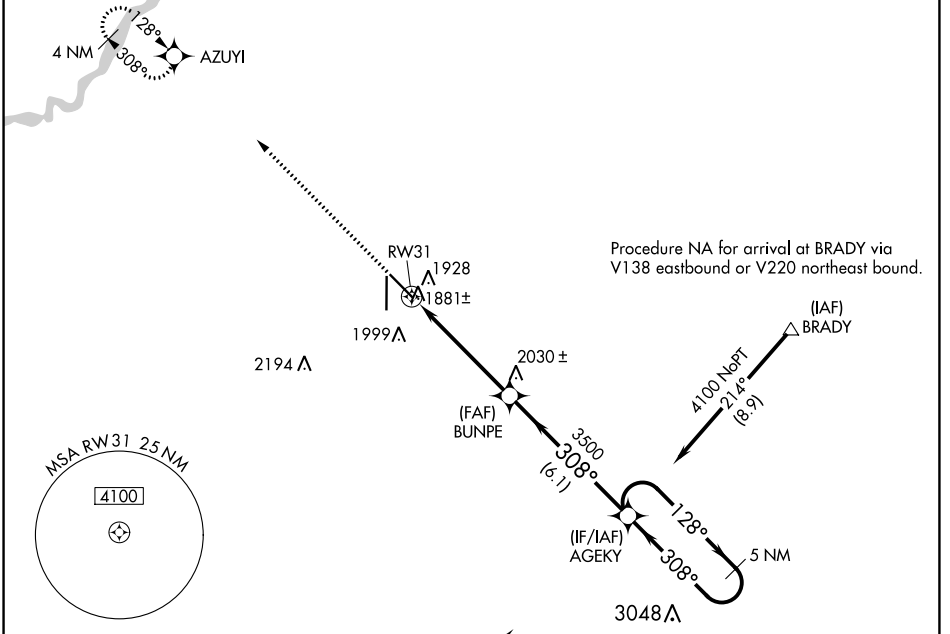 128°
4 NM
308°
AZUYI
RW31
1928
1881±
1999
2194
Procedure NA for arrival at BRADY via
V138 eastbound or V220 northeast bound.
(IAF)
BRADY
4100 NoPT
214°
(8.9)
2030 ±
(FAF)
BUNPE
3500
308°
(6.1)
MSA RW31 25 NM
4100
(IF/IAF)
AGEKY
128°
308°
5 NM
3048